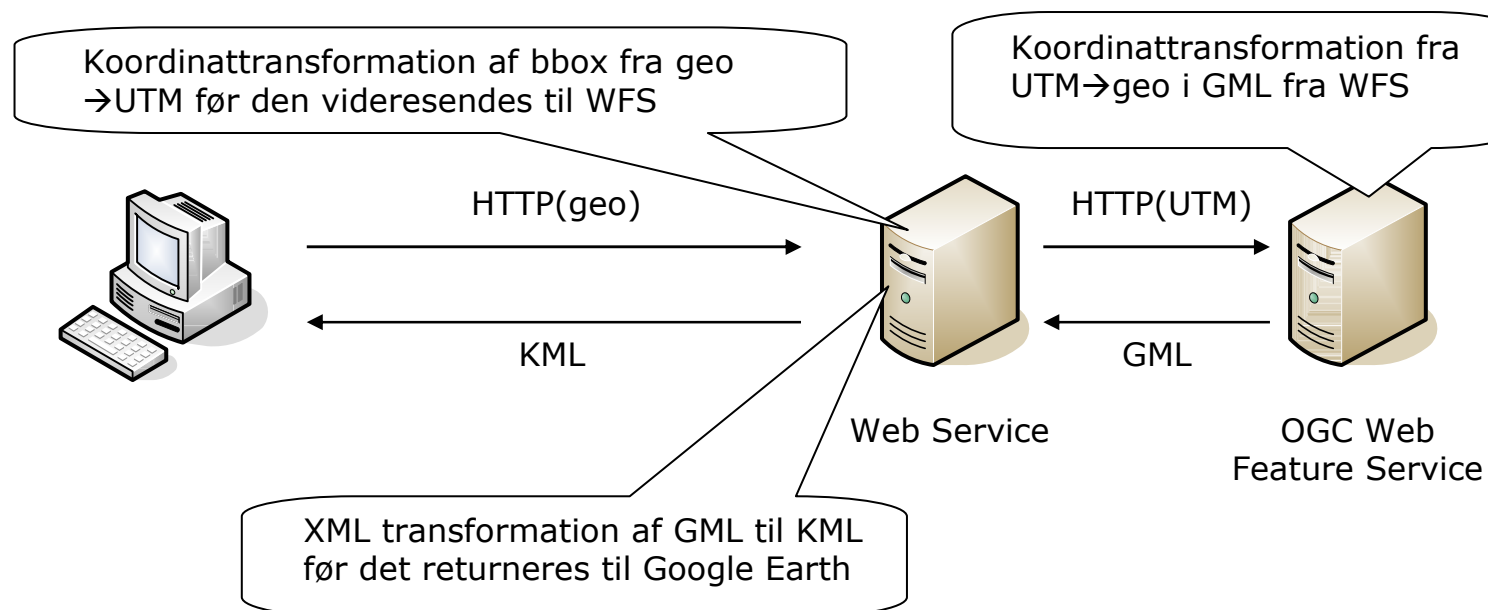 Koordinattransformation af bbox fra geo
→UTM før den videresendes til WFS
Koordinattransformation fra
UTM→geo i GML fra WFS
HTTP(geo)
HTTP(UTM)
KML
GML
Web Service
OGC Web
Feature Service
XML transformation af GML til KML
før det returneres til Google Earth